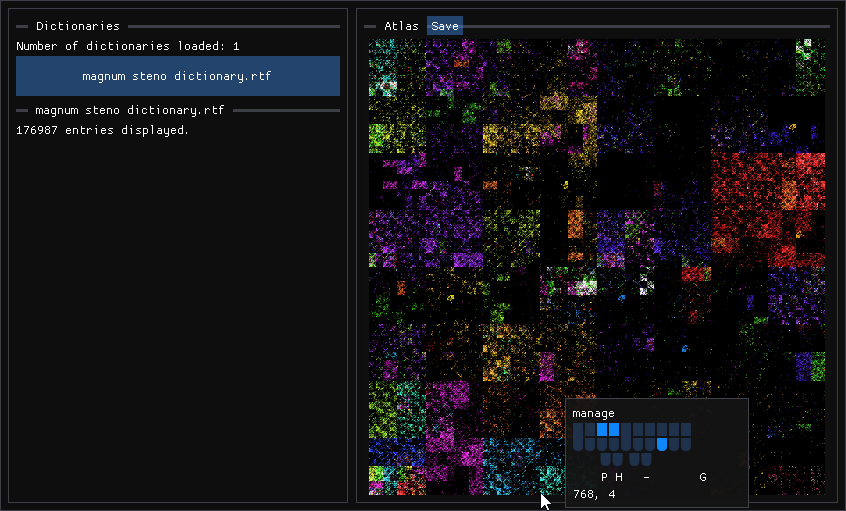 Dictionaries
Number of dictionaries loaded: 1
magnum steno dictionary.rtf
magnum steno dictionary.rtf
176987 entries displayed.
Atlas Save
manage
P H - G
768, 4